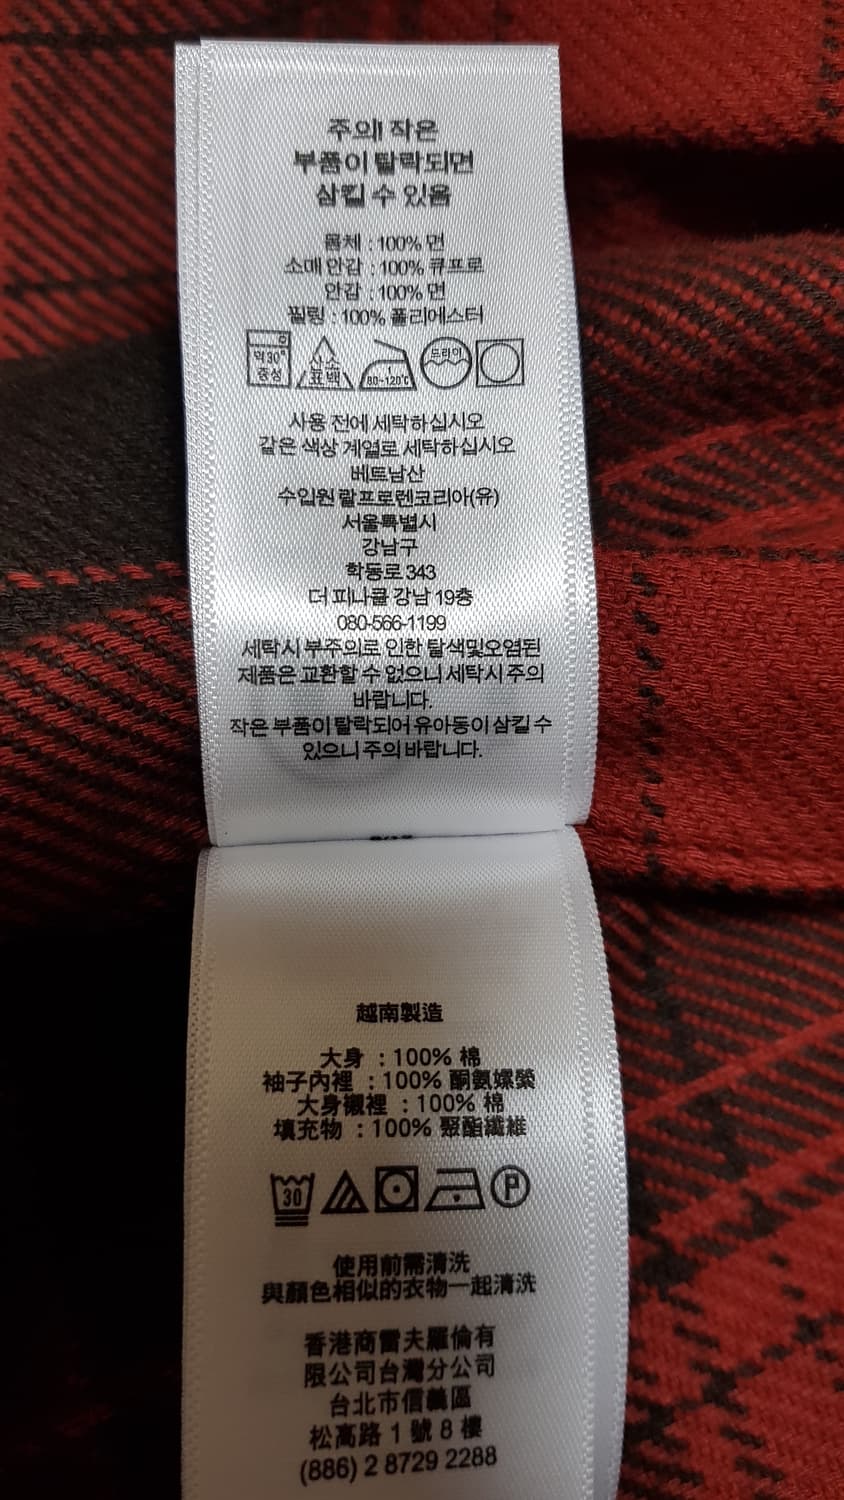 주의! 작은
부품이 탈락되면
삼킬 수 있음
몸체 : 100% 면
소매 안감 : 100% 큐프로
안감 : 100% 면
필링 : 100% 폴리에스터
약30° 중성 산소 표백 1 80~120℃ 드라이
사용 전에 세탁하십시오
같은 색상 계열로 세탁하십시오
베트남산
수입원 랄프로렌코리아(유)
서울특별시
강남구
학동로 343
더 피나클 강남 19층
080-566-1199
세탁시 부주의로 인한 탈색및오염된
제품은 교환할 수 없으니 세탁시 주의
바랍니다.
작은 부품이 탈락되어 유아동이 삼킬 수
있으니 주의 바랍니다.
越南製造
大身 : 100% 棉
袖子內裡 : 100% 酮氨嫘縈
大身襯裡 : 100% 棉
填充物 : 100% 聚酯纖維
30 P
使用前需清洗
與顏色相似的衣物一起清洗
香港商雷夫羅倫有
限公司台灣分公司
台北市信義區
松高路 1 號 8 樓
(886) 2 8729 2288